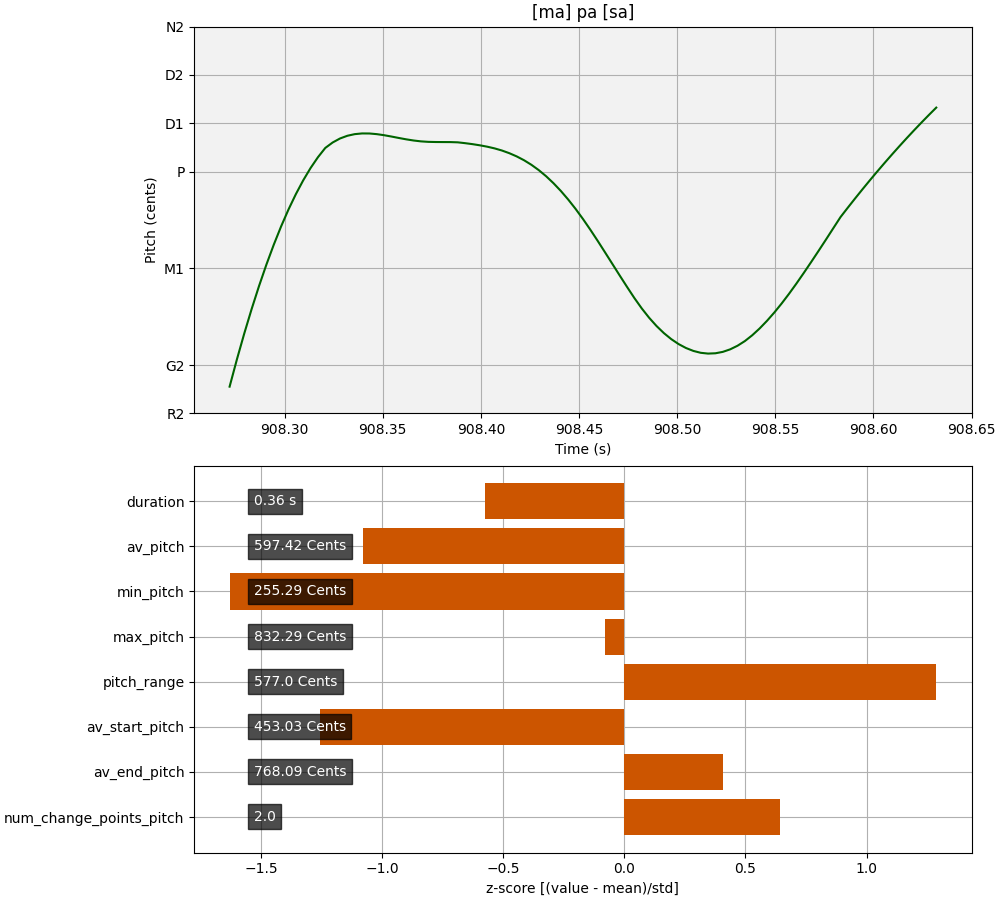 [ma] pa [sa]
N2
D2
D1
P
M1
G2
R2
Pitch (cents)
908.30 908.35 908.40 908.45 908.50 908.55 908.60 908.65
Time (s)
duration 0.36 s
av_pitch 597.42 Cents
min_pitch 255.29 Cents
max_pitch 832.29 Cents
pitch_range 577.0 Cents
av_start_pitch 453.03 Cents
av_end_pitch 768.09 Cents
num_change_points_pitch 2.0
−1.5 −1.0 −0.5 0.0 0.5 1.0
z-score [(value - mean)/std]